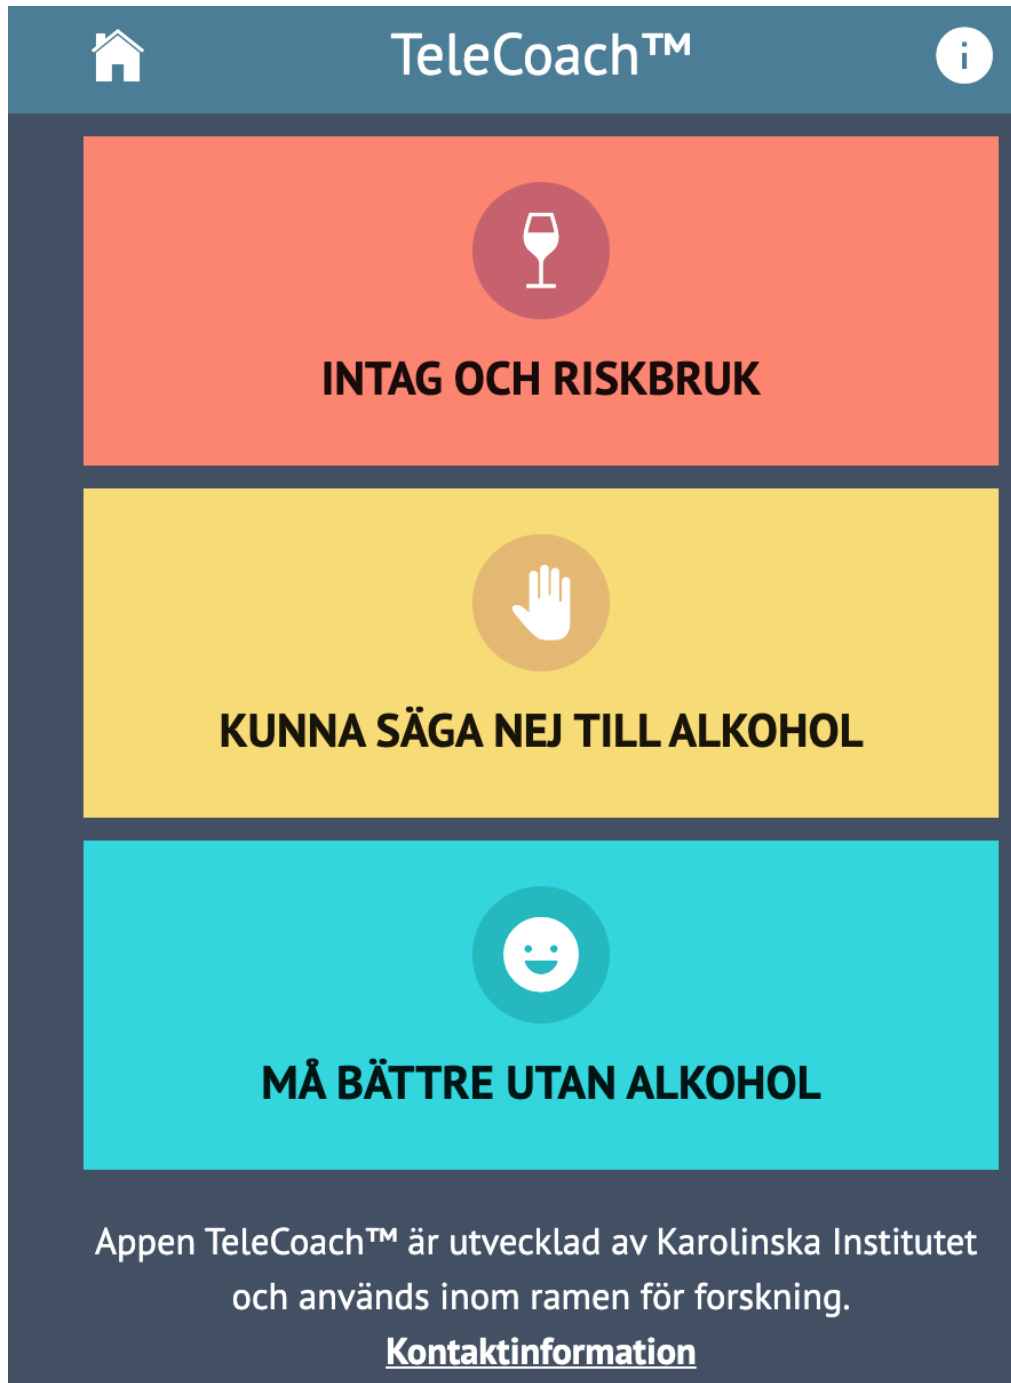 TeleCoach™
INTAG OCH RISKBRUK
KUNNA SÄGA NEJ TILL ALKOHOL
MÅ BÄTTRE UTAN ALKOHOL
Appen TeleCoach™ är utvecklad av Karolinska Institutet
och används inom ramen för forskning.
Kontaktinformation